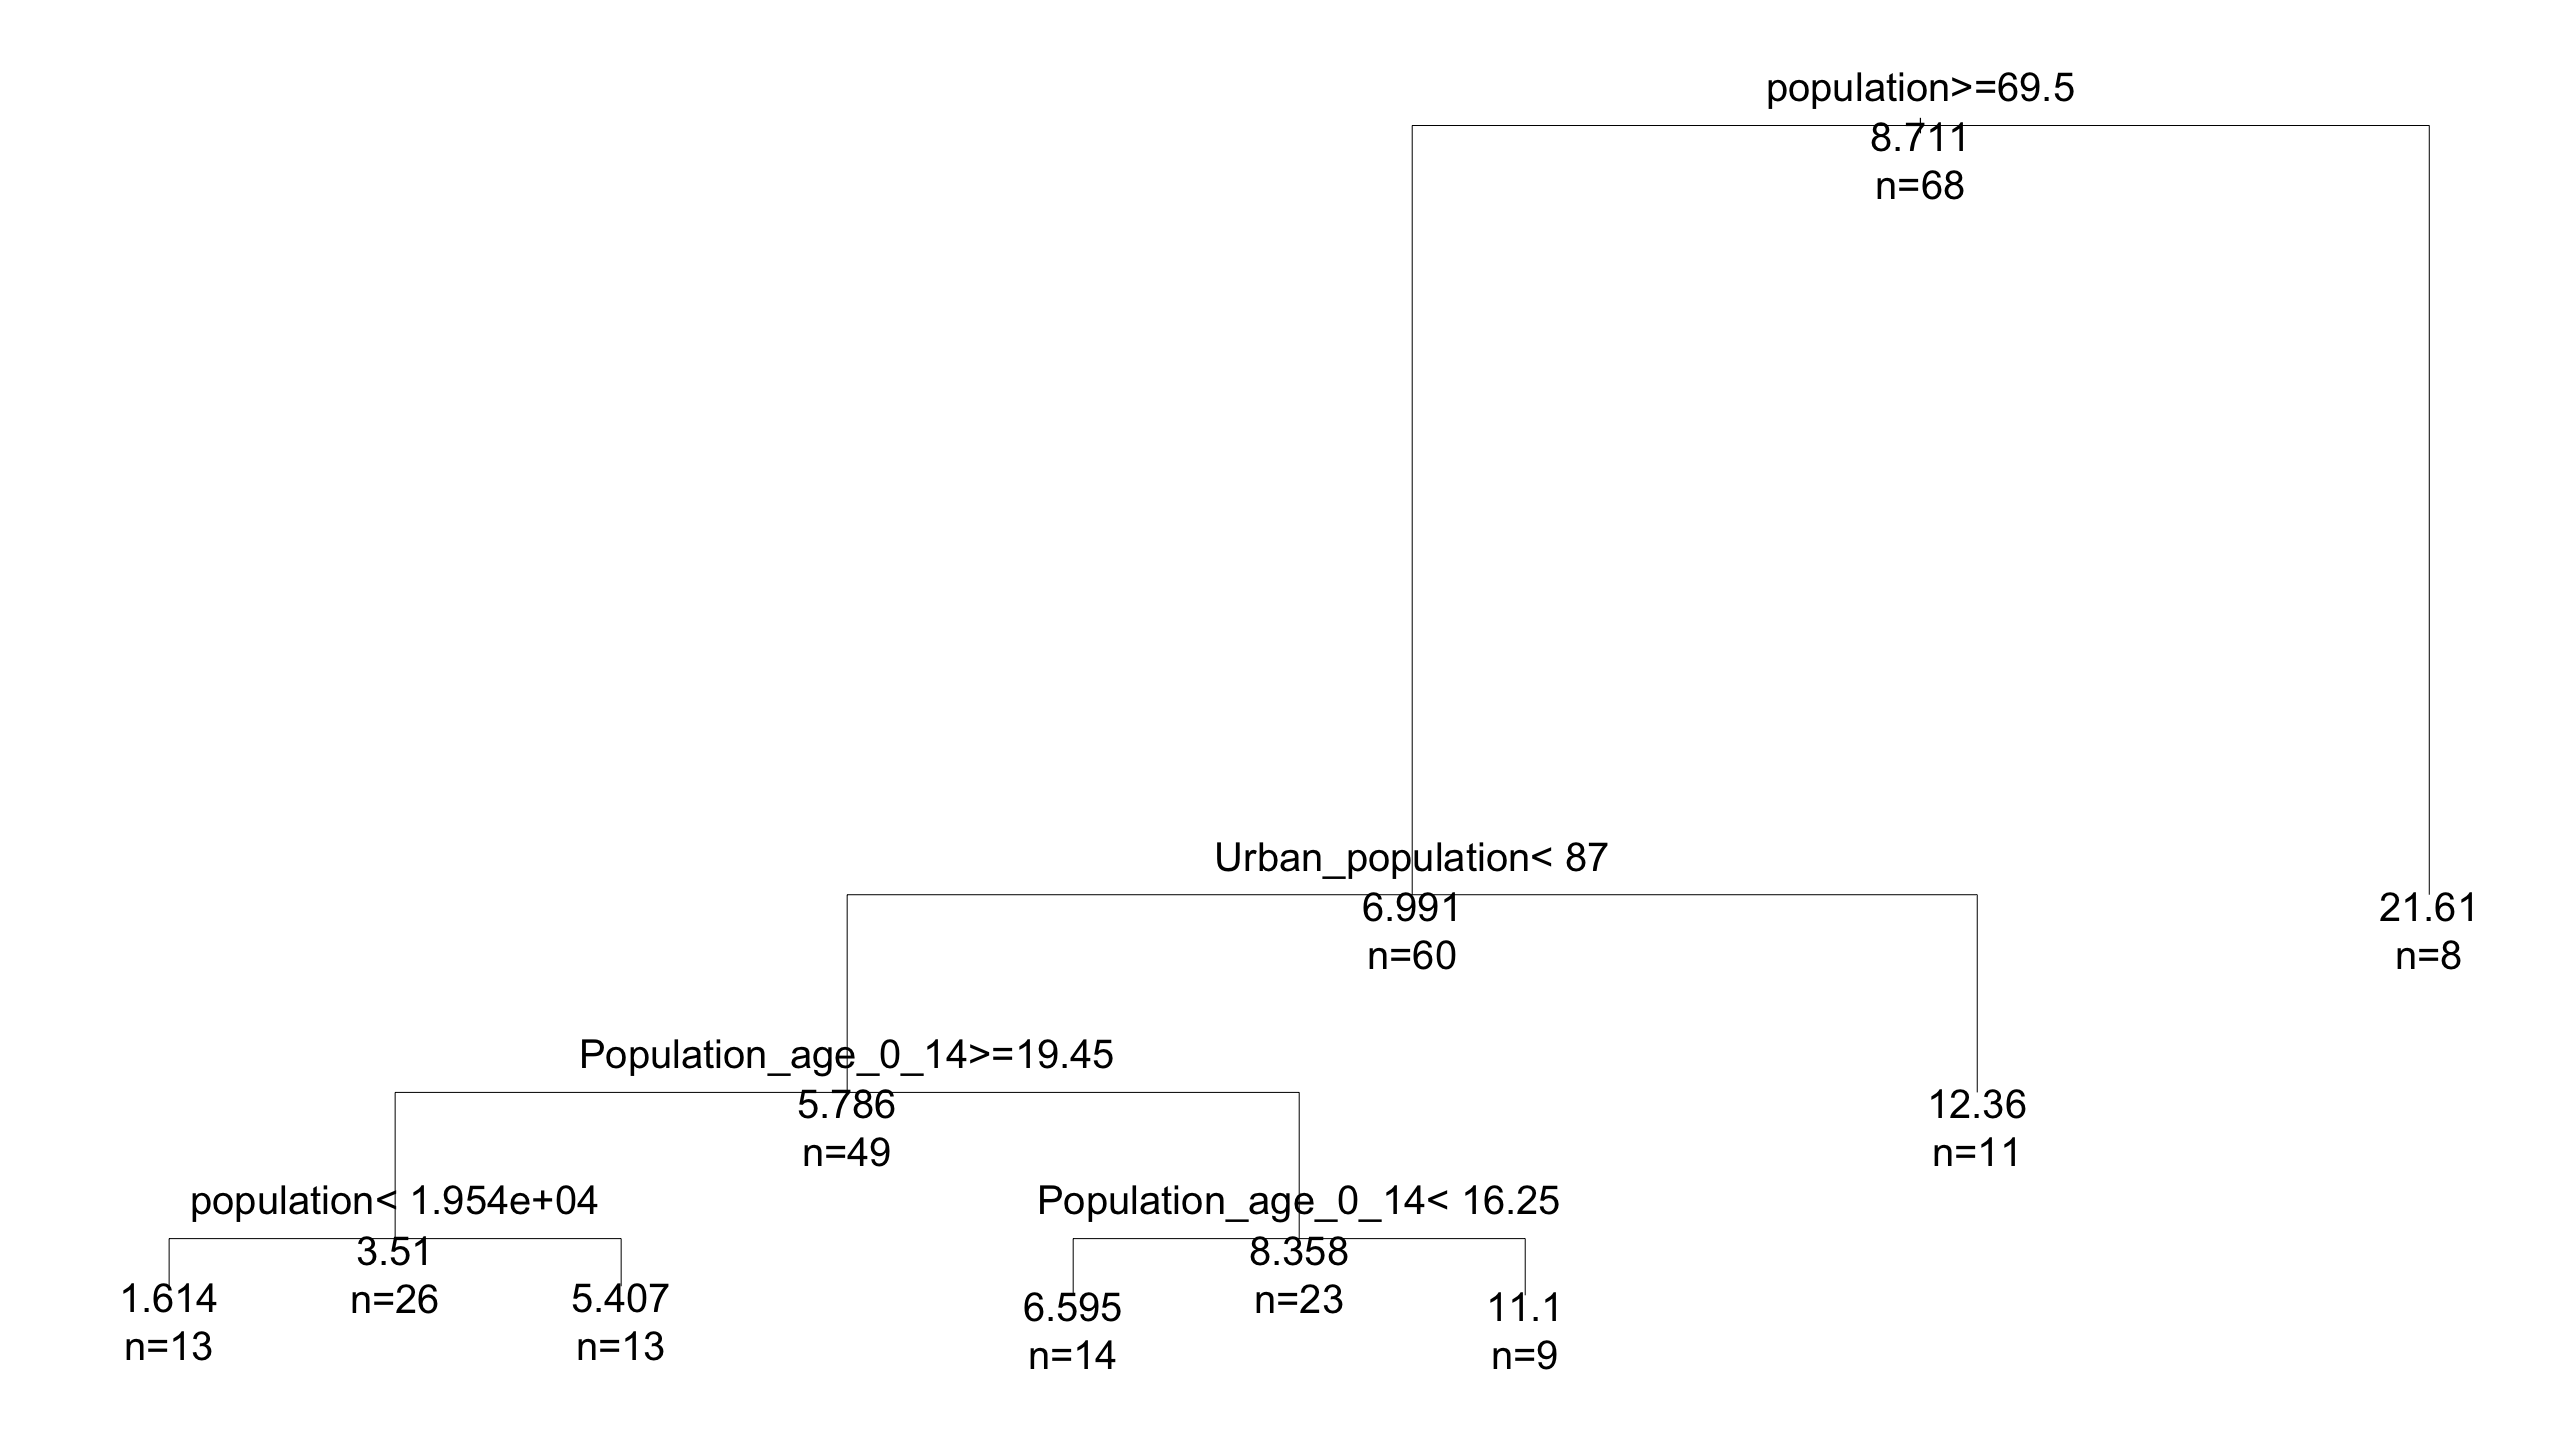 population>=69.5
8.711
n=68
Urban_population< 87
6.991
n=60
21.61
n=8
Population_age_0_14>=19.45
5.786
n=49
12.36
n=11
population< 1.954e+04
3.51
n=26
Population_age_0_14< 16.25
8.358
n=23
1.614
n=13
5.407
n=13
6.595
n=14
11.1
n=9